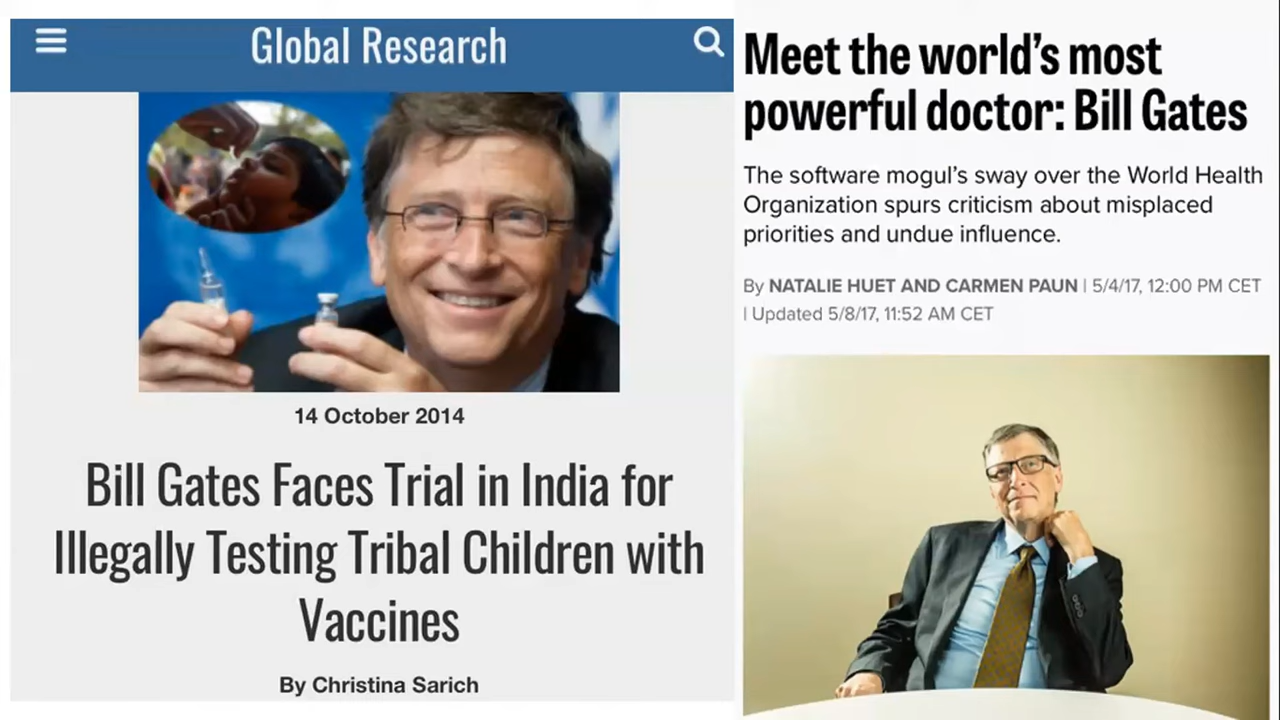 Global Research
14 October 2014
Bill Gates Faces Trial in India for
Illegally Testing Tribal Children with
Vaccines
By Christina Sarich
Meet the world's most
powerful doctor: Bill Gates
The software mogul's sway over the World Health
Organization spurs criticism about misplaced
priorities and undue influence.
By NATALIE HUET AND CARMEN PAUN | 5/4/17, 12:00 PM CET
| Updated 5/8/17, 11:52 AM CET